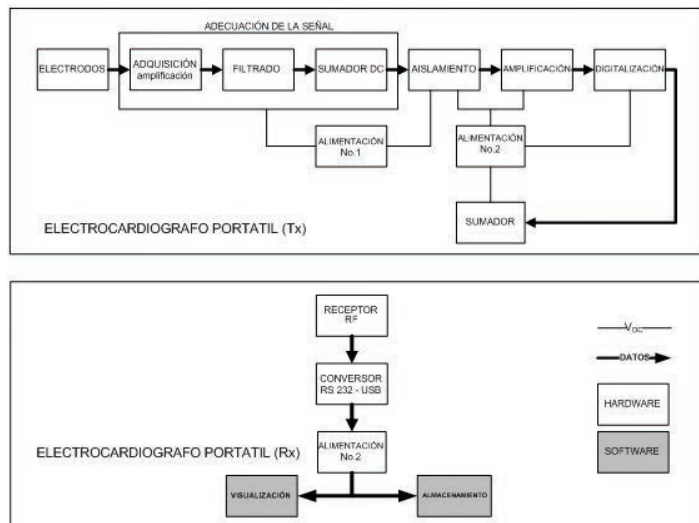 ADECUACIÓN DE LA SEÑAL
ELECTRODOS
ADQUISICIÓN
amplificación
FILTRADO
SUMADOR DC
AISLAMIENTO
AMPLIFICACIÓN
DIGITALIZACIÓN
ALIMENTACIÓN
No.1
ALIMENTACIÓN
No.2
SUMADOR
ELECTROCARDIOGRAFO PORTATIL (Tx)
RECEPTOR
RF
CONVERSOR
RS 232 - USB
ALIMENTACIÓN
No.2
ELECTROCARDIOGRAFO PORTATIL (Rx)
VISUALIZACIÓN
ALMACENAMIENTO
VDC
DATOS
HARDWARE
SOFTWARE